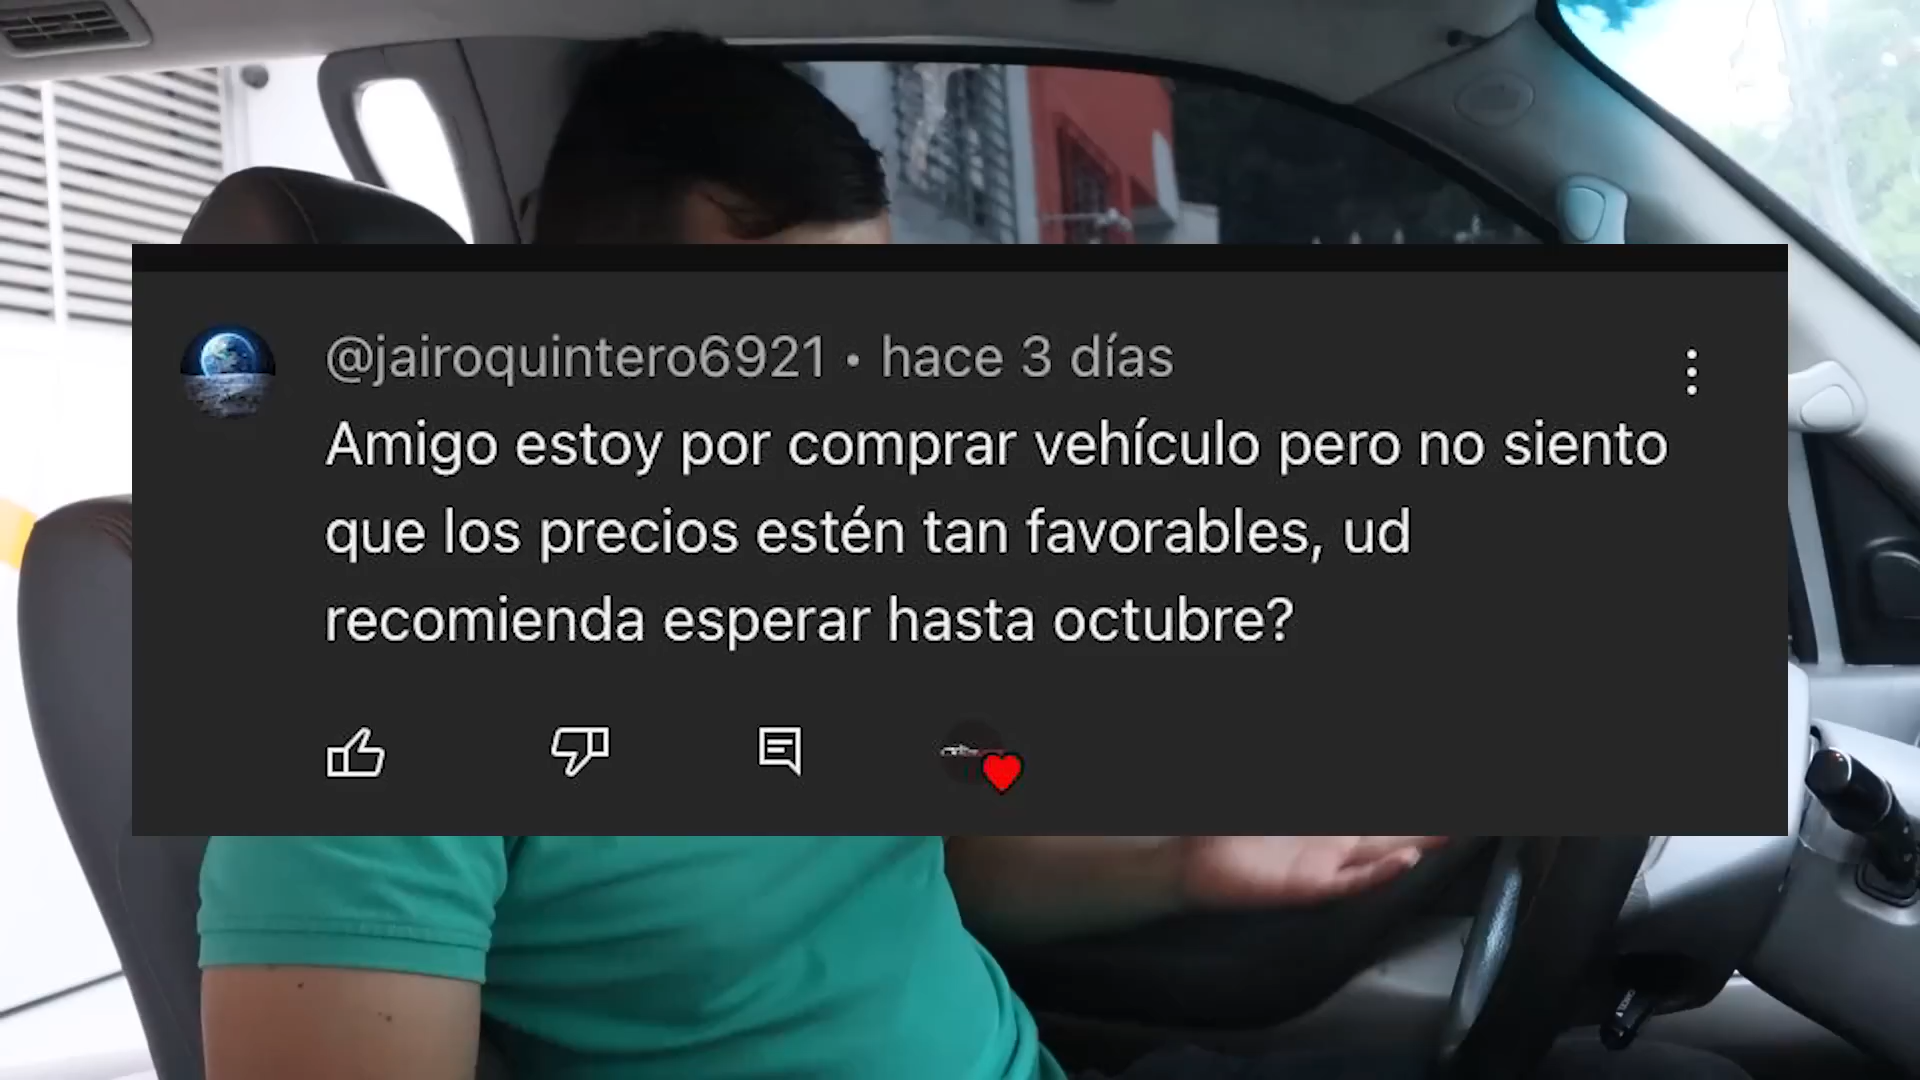 @jairoquintero6921 • hace 3 días
Amigo estoy por comprar vehículo pero no siento
que los precios estén tan favorables, ud
recomienda esperar hasta octubre?